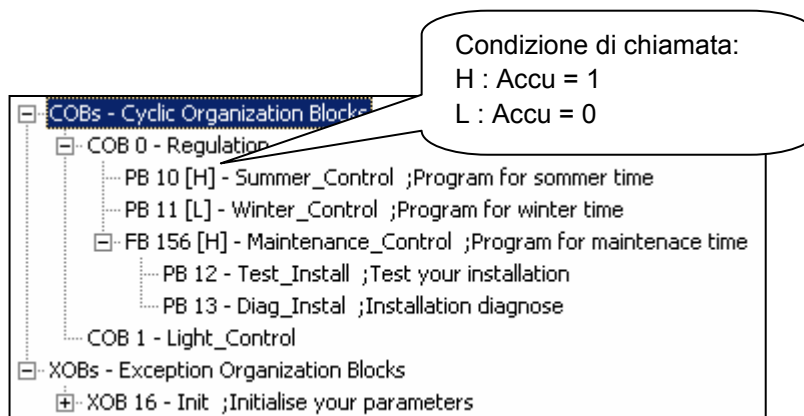 Condizione di chiamata:
H : Accu = 1
L : Accu = 0
COBs - Cyclic Organization Blocks
COB 0 - Regulation
PB 10 [H] - Summer_Control ;Program for sommer time
PB 11 [L] - Winter_Control ;Program for winter time
FB 156 [H] - Maintenance_Control ;Program for maintenace time
PB 12 - Test_Install ;Test your installation
PB 13 - Diag_Instal ;Installation diagnose
COB 1 - Light_Control
XOBs - Exception Organization Blocks
XOB 16 - Init ;Initialise your parameters